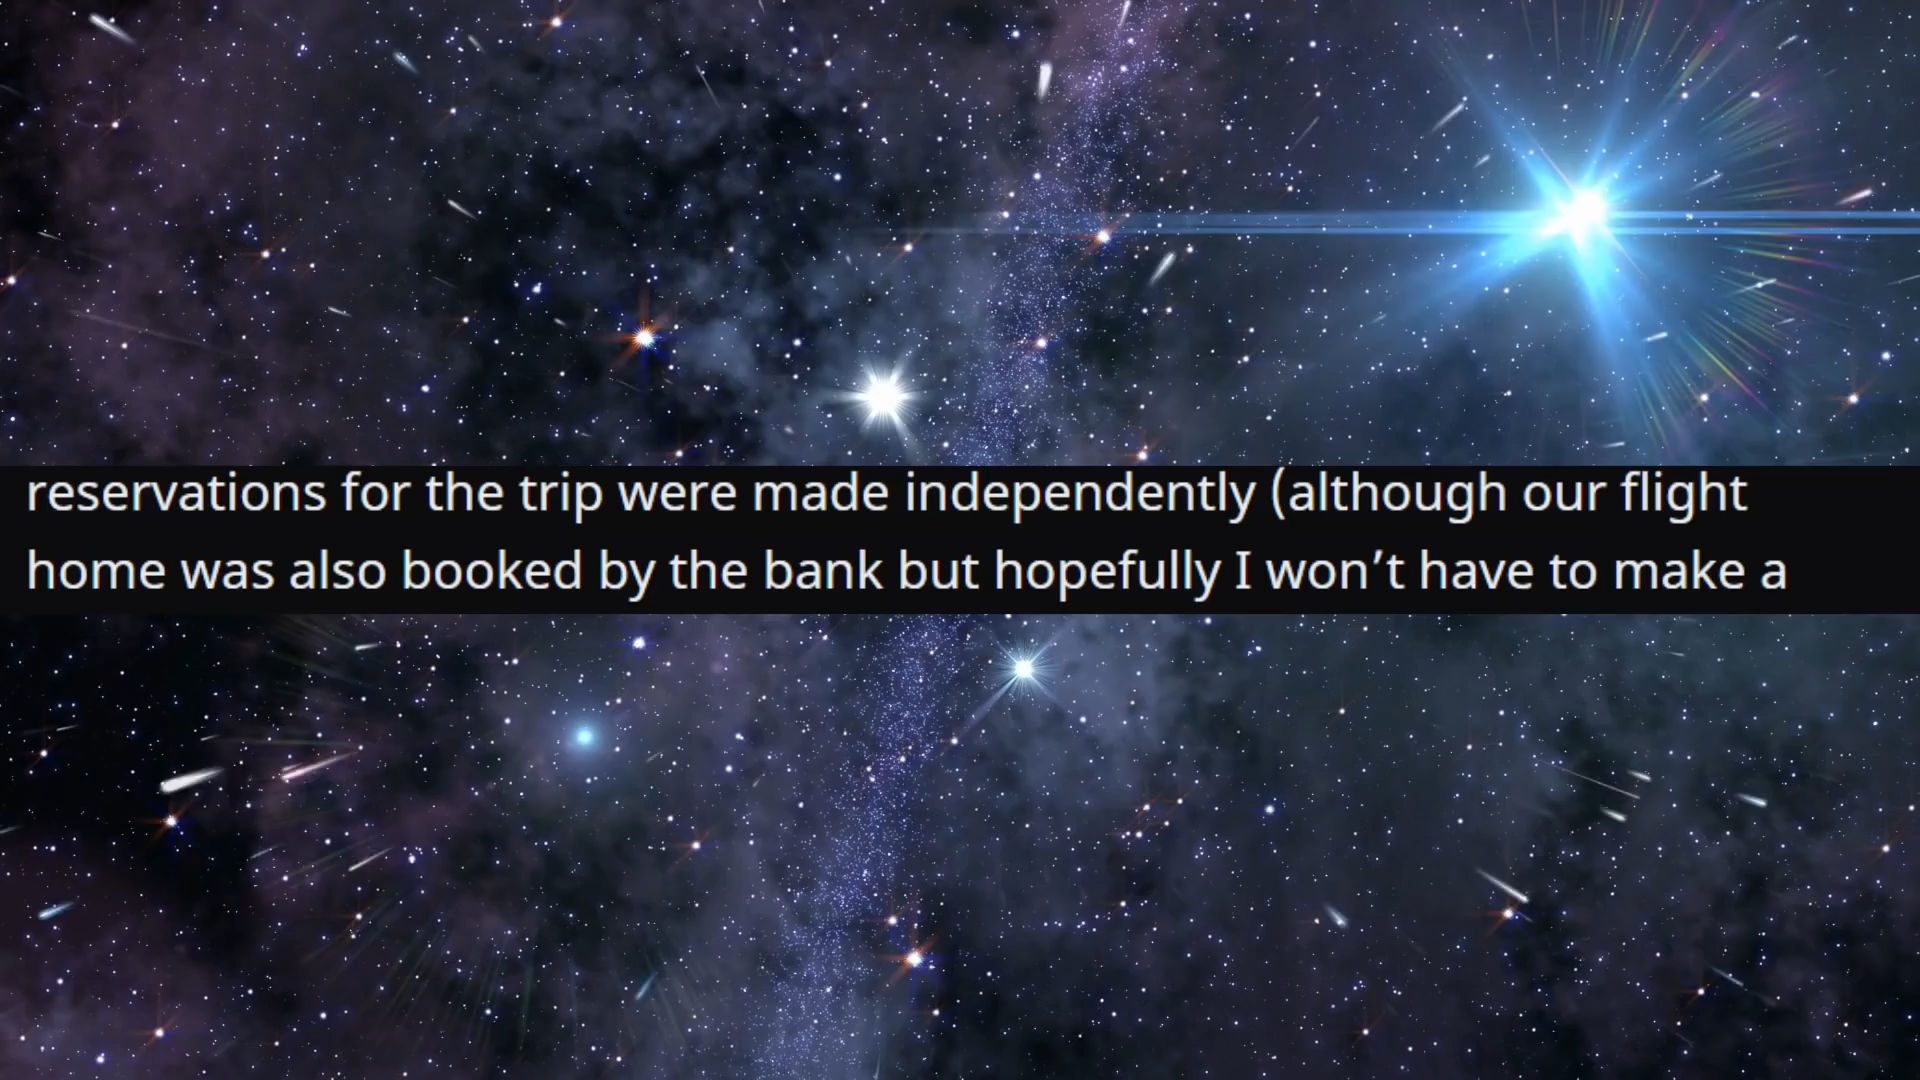 reservations for the trip were made independently (although our flight
home was also booked by the bank but hopefully I won’t have to make a